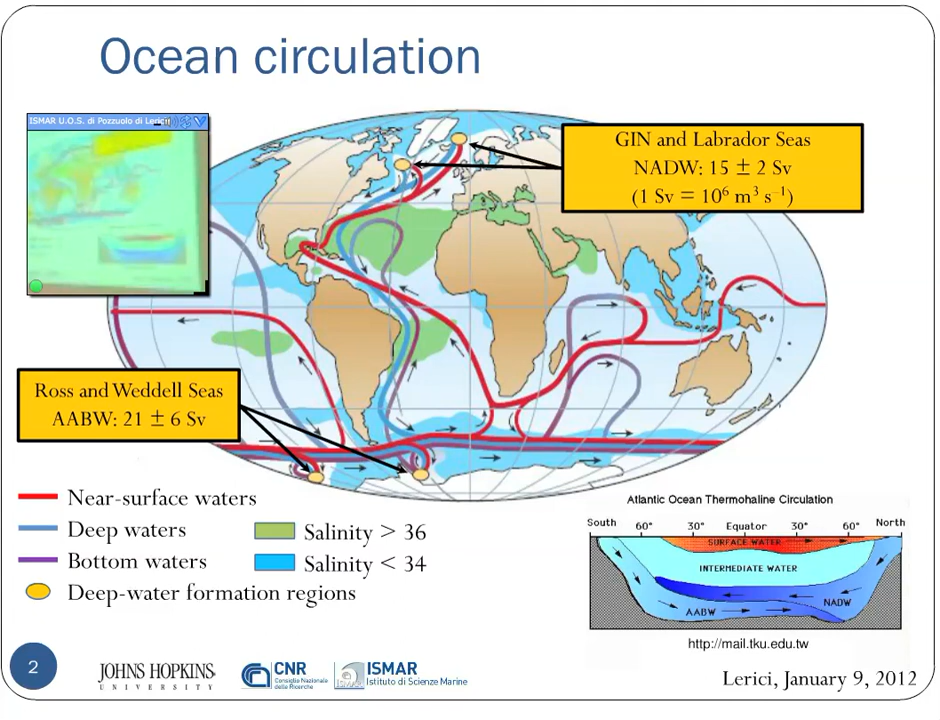 Ocean circulation
ISMAR U.O.S. di Pozzuolo di Lerici
GIN and Labrador Seas
NADW: 15 ± 2 Sv
(1 Sv = 10⁶ m³ s⁻¹)
Ross and Weddell Seas
AABW: 21 ± 6 Sv
Near-surface waters
Deep waters
Bottom waters
Deep-water formation regions
Salinity > 36
Salinity < 34
Atlantic Ocean Thermohaline Circulation
South 60° 30° Equator 30° 60° North
SURFACE WATER
INTERMEDIATE WATER
NADW
AABW
http://mail.tku.edu.tw
2
JOHNS HOPKINS
UNIVERSITY
CNR
Consiglio Nazionale
delle Ricerche
ISMAR
ISMAR
Istituto di Scienze Marine
Lerici, January 9, 2012